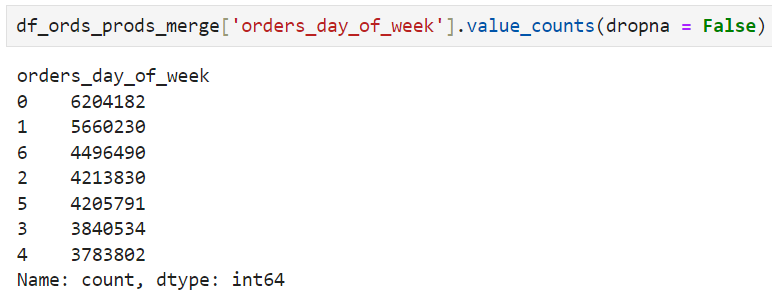 df_ords_prods_merge['orders_day_of_week'].value_counts(dropna = False)
orders_day_of_week
0    6204182
1    5660230
6    4496490
2    4213830
5    4205791
3    3840534
4    3783802
Name: count, dtype: int64